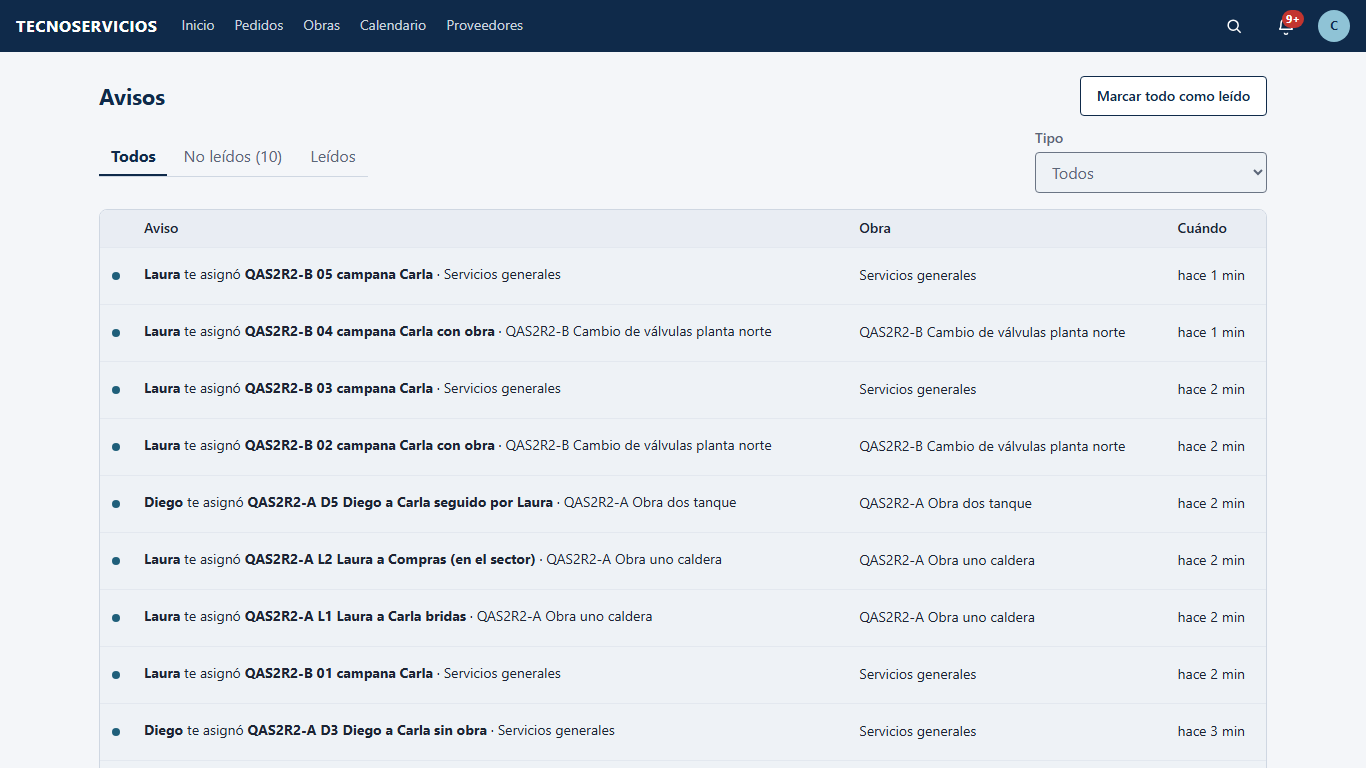 TECNOSERVICIOS Inicio Pedidos Obras Calendario Proveedores 9+ C
Avisos
Marcar todo como leído
Todos No leídos (10) Leídos
Tipo
Todos
Aviso Obra Cuándo
Laura te asignó QAS2R2-B 05 campana Carla · Servicios generales Servicios generales hace 1 min
Laura te asignó QAS2R2-B 04 campana Carla con obra · QAS2R2-B Cambio de válvulas planta norte QAS2R2-B Cambio de válvulas planta norte hace 1 min
Laura te asignó QAS2R2-B 03 campana Carla · Servicios generales Servicios generales hace 2 min
Laura te asignó QAS2R2-B 02 campana Carla con obra · QAS2R2-B Cambio de válvulas planta norte QAS2R2-B Cambio de válvulas planta norte hace 2 min
Diego te asignó QAS2R2-A D5 Diego a Carla seguido por Laura · QAS2R2-A Obra dos tanque QAS2R2-A Obra dos tanque hace 2 min
Laura te asignó QAS2R2-A L2 Laura a Compras (en el sector) · QAS2R2-A Obra uno caldera QAS2R2-A Obra uno caldera hace 2 min
Laura te asignó QAS2R2-A L1 Laura a Carla bridas · QAS2R2-A Obra uno caldera QAS2R2-A Obra uno caldera hace 2 min
Laura te asignó QAS2R2-B 01 campana Carla · Servicios generales Servicios generales hace 2 min
Diego te asignó QAS2R2-A D3 Diego a Carla sin obra · Servicios generales Servicios generales hace 3 min